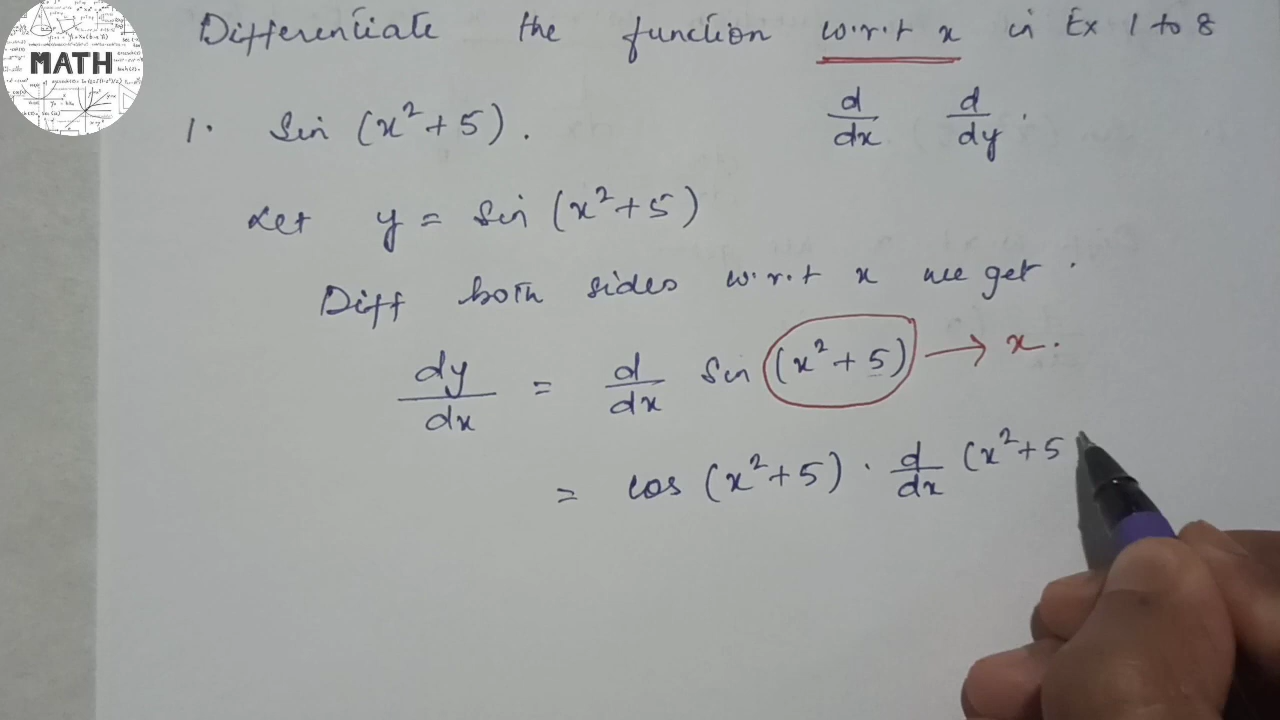 MATH
Differentiate the function w.r.t x in Ex 1 to 8
d/dx d/dy.
1. Sin (x²+5).
Let y = Sin (x²+5)
Diff both sides w.r.t x we get.
dy/dx = d/dx Sin (x²+5) → x.
= cos (x²+5) · d/dx (x²+5